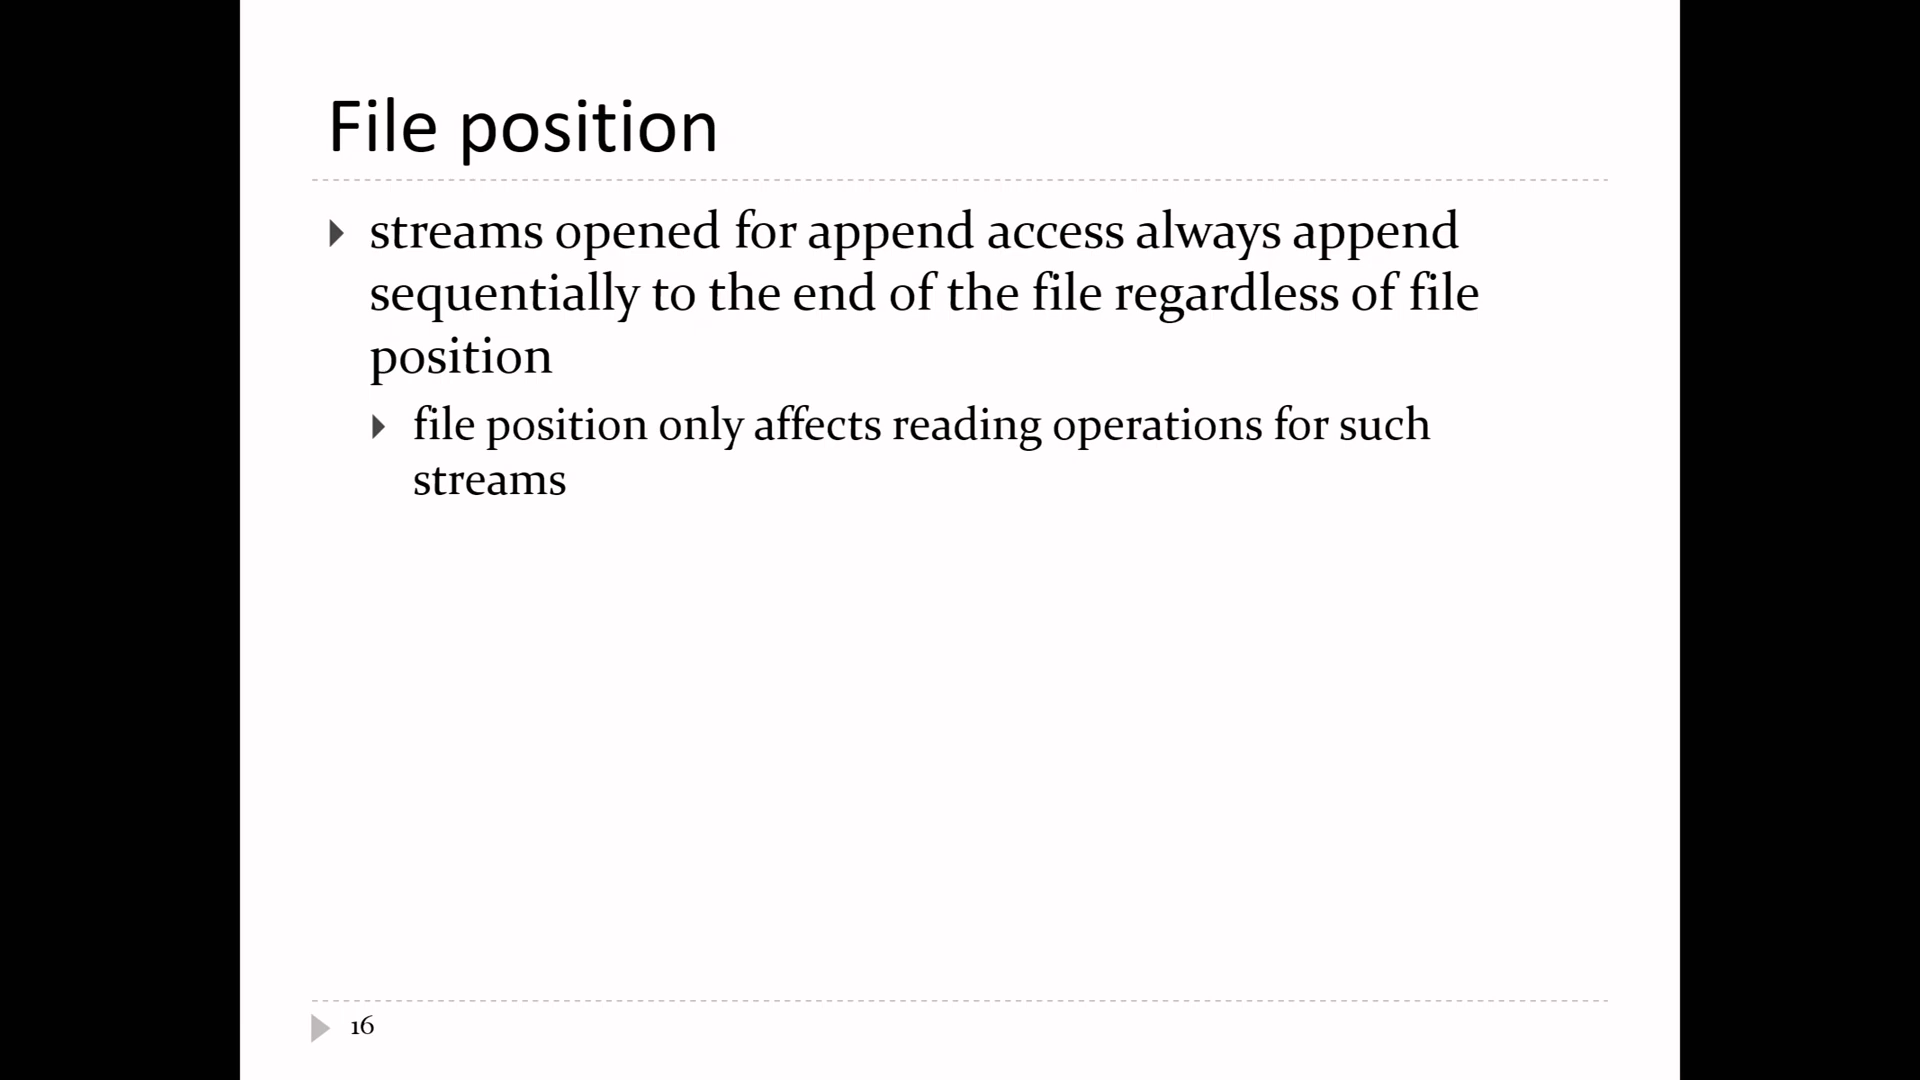 File position
streams opened for append access always append
sequentially to the end of the file regardless of file
position
file position only affects reading operations for such
streams
16